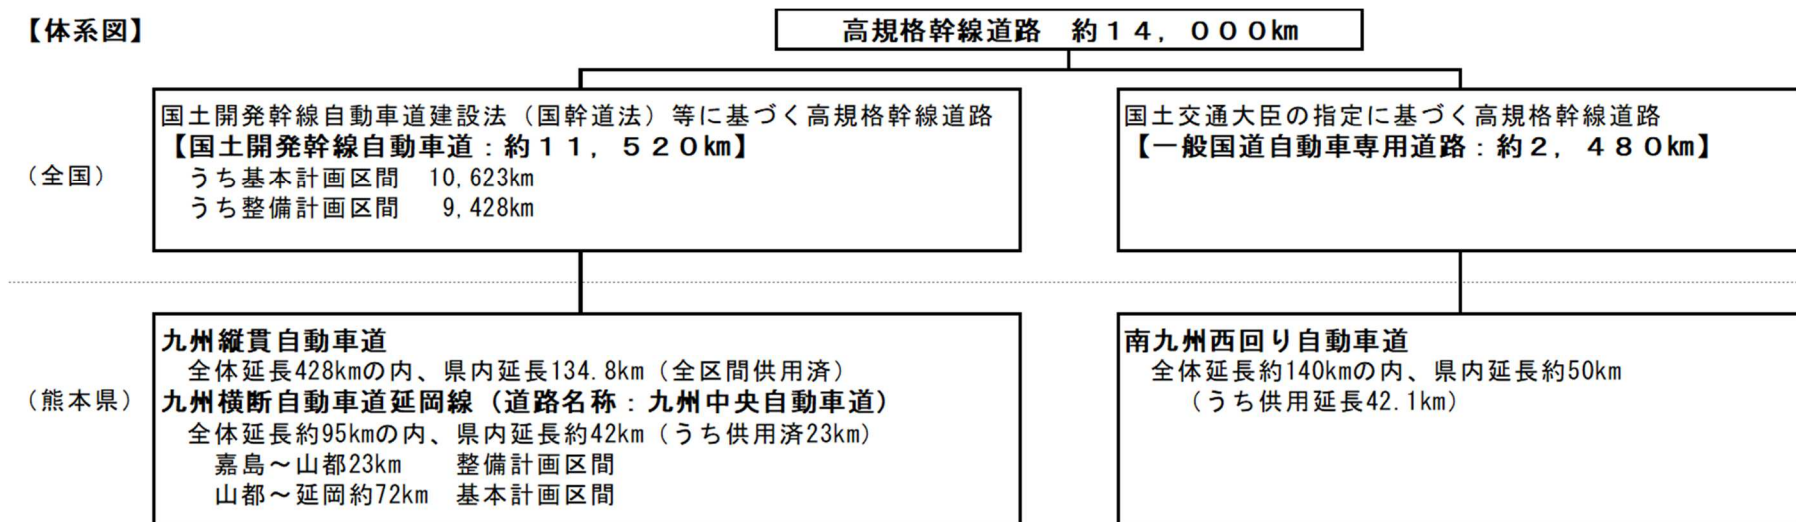 【体系図】
高規格幹線道路　約１４，０００㎞
（全国）
国土開発幹線自動車道建設法（国幹道法）等に基づく高規格幹線道路
【国土開発幹線自動車道：約１１，５２０㎞】
うち基本計画区間　10,623km
うち整備計画区間　9,428km
国土交通大臣の指定に基づく高規格幹線道路
【一般国道自動車専用道路：約２，４８０㎞】
（熊本県）
九州縦貫自動車道
全体延長428kmの内、県内延長134.8km（全区間供用済）
九州横断自動車道延岡線（道路名称：九州中央自動車道）
全体延長約95kmの内、県内延長約42km（うち供用済23km）
嘉島～山都23km　整備計画区間
山都～延岡約72km　基本計画区間
南九州西回り自動車道
全体延長約140kmの内、県内延長約50km
（うち供用延長42.1km）